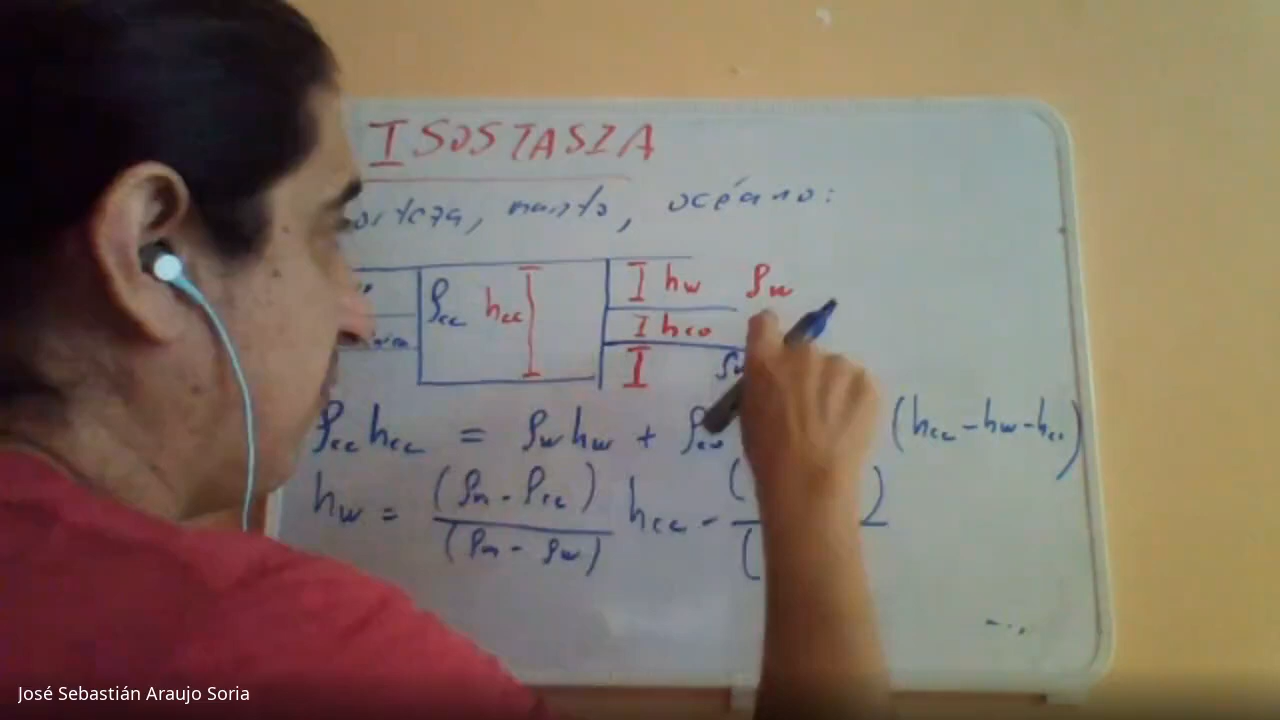 ISOSTASIA
manto, océano:
ρcc hcc I hw ρw
I hco
I
ρcc hcc = ρw hw + ρco (hcc - hw - hco)
hw = (ρm - ρcc) / (ρm - ρw) hcc - ( )
José Sebastián Araujo Soria